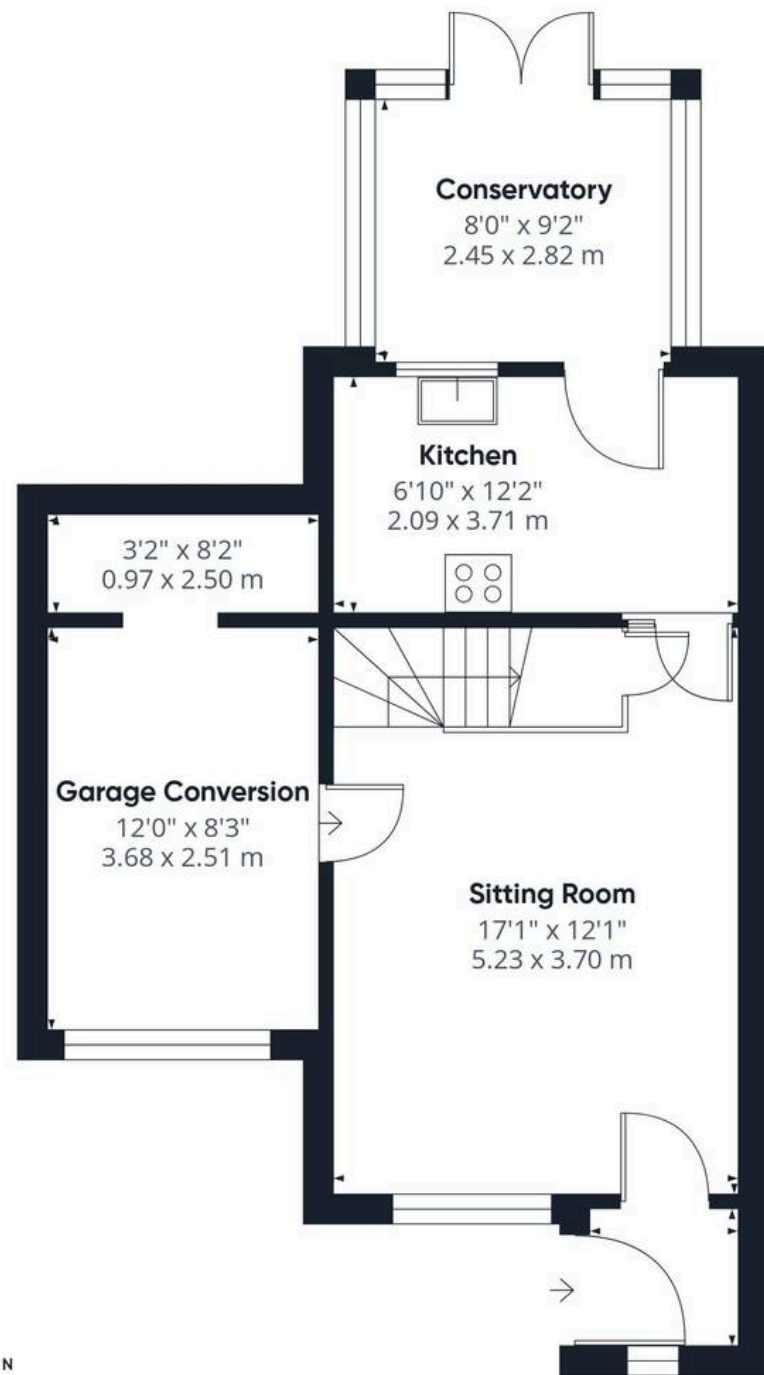 Conservatory
8'0" x 9'2"
2.45 x 2.82 m
Kitchen
6'10" x 12'2"
2.09 x 3.71 m
3'2" x 8'2"
0.97 x 2.50 m
Garage Conversion
12'0" x 8'3"
3.68 x 2.51 m
Sitting Room
17'1" x 12'1"
5.23 x 3.70 m
N